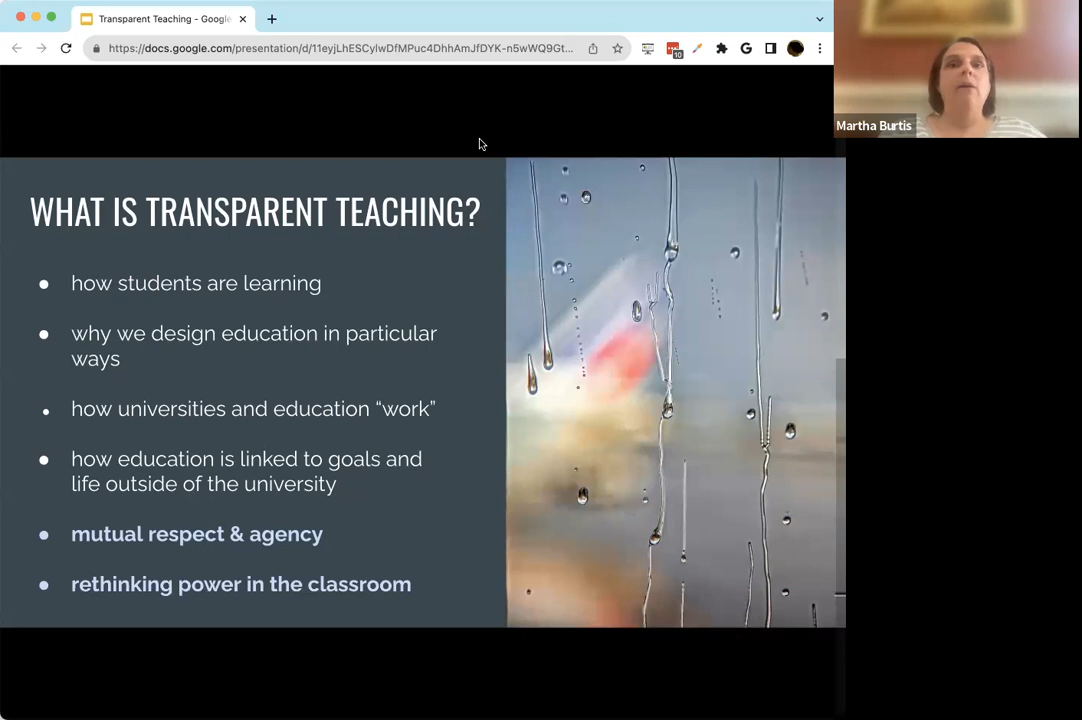 Transparent Teaching - Google
https://docs.google.com/presentation/d/11eyjLhESCylwDfMPuc4DhhAmJfDYK-n5wWQ9Gt...
10
G
Martha Burtis
WHAT IS TRANSPARENT TEACHING?
how students are learning
why we design education in particular
ways
how universities and education “work”
how education is linked to goals and
life outside of the university
mutual respect & agency
rethinking power in the classroom